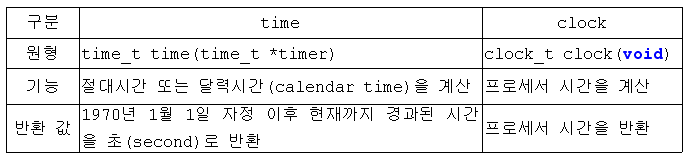 구분 time clock
원형 time_t time(time_t *timer) clock_t clock(void)
기능 절대시간 또는 달력시간(calendar time)을 계산 프로세서 시간을 계산
반환 값 1970년 1월 1일 자정 이후 현재까지 경과된 시간
을 초(second)로 반환 프로세서 시간을 반환